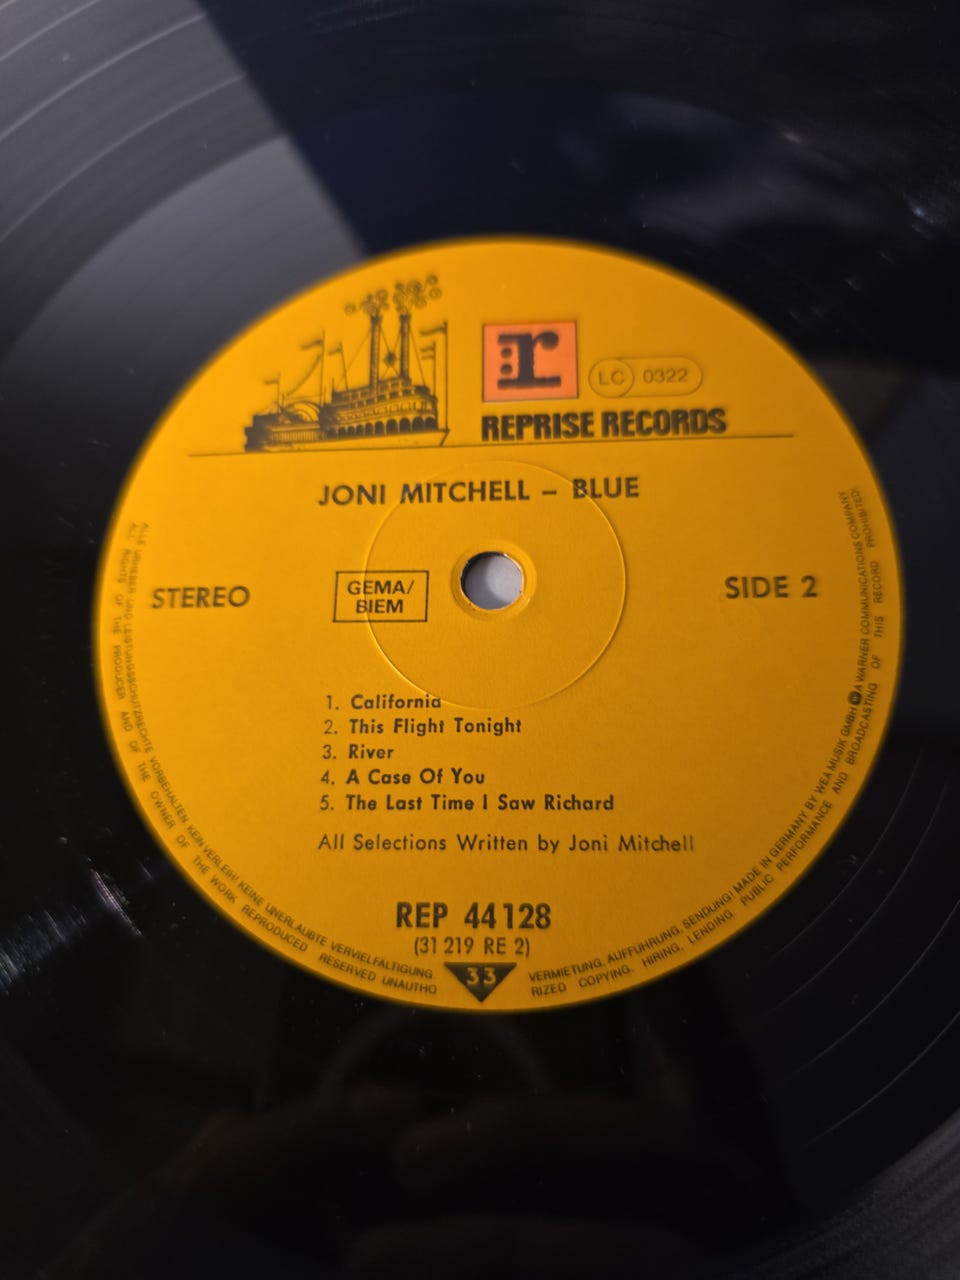 r
LC 0322
REPRISE RECORDS
JONI MITCHELL – BLUE
STEREO
GEMA/
BIEM
SIDE 2
1. California
2. This Flight Tonight
3. River
4. A Case Of You
5. The Last Time I Saw Richard
All Selections Written by Joni Mitchell
REP 44 128
(31 219 RE 2)
33
ALLE URHEBER- UND LEISTUNGSSCHUTZRECHTE VORBEHALTEN KEIN VERLEIH! KEINE UNERLAUBTE VERVIELFÄLTIGUNG, VERMIETUNG, AUFFÜHRUNG, SENDUNG! MADE IN GERMANY BY WEA MUSIK GMBH A WARNER COMMUNICATIONS COMPANY
ALL RIGHTS OF THE PRODUCER AND OF THE OWNER OF THE WORK REPRODUCED RESERVED UNAUTHO RIZED COPYING, HIRING, LENDING, PUBLIC PERFORMANCE AND BROADCASTING OF THIS RECORD PROHIBITED!